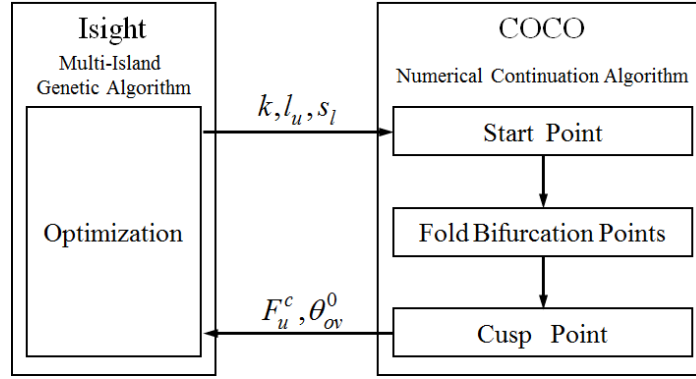 Isight
Multi-Island
Genetic Algorithm
Optimization
k, l_u, s_l
F_u^c, θ_ov^0
COCO
Numerical Continuation Algorithm
Start Point
Fold Bifurcation Points
Cusp Point